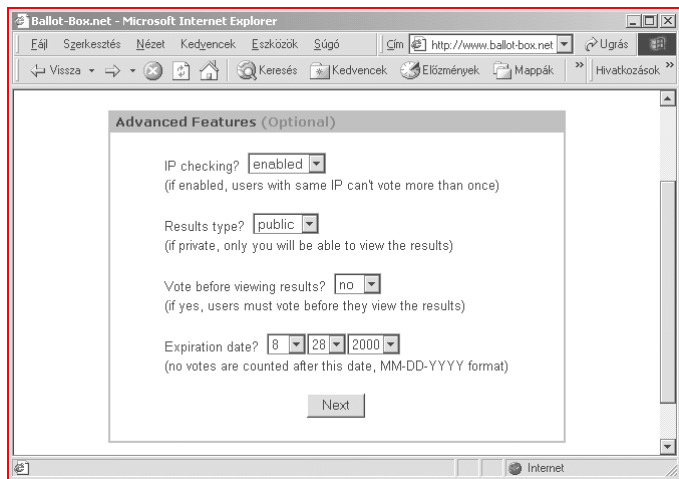 Ballot-Box.net - Microsoft Internet Explorer
Fájl Szerkesztés Nézet Kedvencek Eszközök Súgó Cím http://www.ballot-box.net Ugrás
Vissza Keresés Kedvencek Előzmények Mappák » Hivatkozások »
Advanced Features (Optional)
IP checking? enabled
(if enabled, users with same IP can't vote more than once)
Results type? public
(if private, only you will be able to view the results)
Vote before viewing results? no
(if yes, users must vote before they view the results)
Expiration date? 8 28 2000
(no votes are counted after this date, MM-DD-YYYY format)
Next
Internet